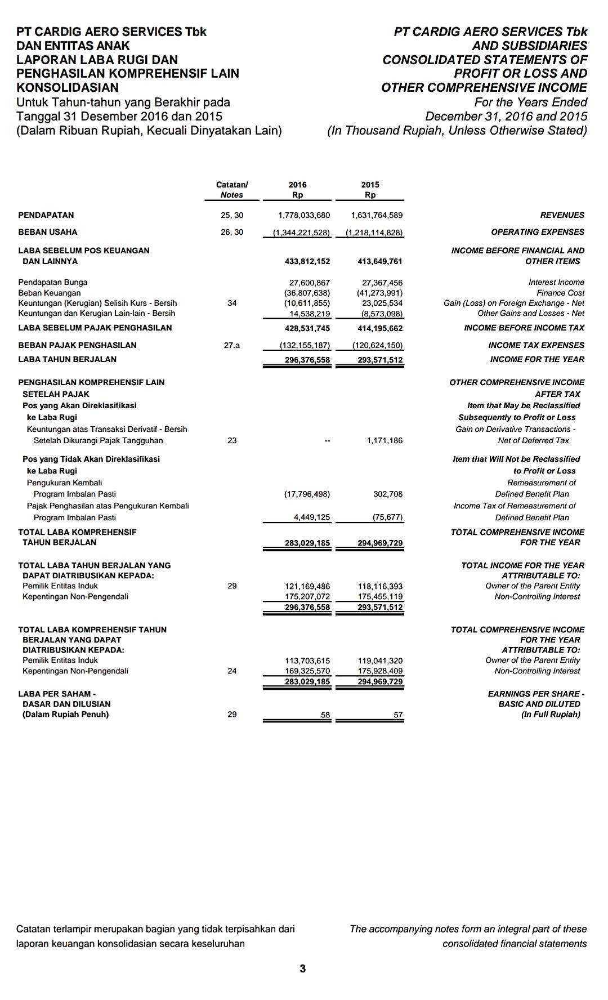 PT CARDIG AERO SERVICES Tbk
DAN ENTITAS ANAK
LAPORAN LABA RUGI DAN
PENGHASILAN KOMPREHENSIF LAIN
KONSOLIDASIAN
Untuk Tahun-tahun yang Berakhir pada
Tanggal 31 Desember 2016 dan 2015
(Dalam Ribuan Rupiah, Kecuali Dinyatakan Lain)
PT CARDIG AERO SERVICES Tbk
AND SUBSIDIARIES
CONSOLIDATED STATEMENTS OF
PROFIT OR LOSS AND
OTHER COMPREHENSIVE INCOME
For the Years Ended
December 31, 2016 and 2015
(In Thousand Rupiah, Unless Otherwise Stated)
Catatan/ 2016 2015
Notes Rp Rp
PENDAPATAN 25, 30 1,778,033,680 1,631,764,589 REVENUES
BEBAN USAHA 26, 30 (1,344,221,528) (1,218,114,828) OPERATING EXPENSES
LABA SEBELUM POS KEUANGAN INCOME BEFORE FINANCIAL AND
DAN LAINNYA 433,812,152 413,649,761 OTHER ITEMS
Pendapatan Bunga 27,600,867 27,367,456 Interest Income
Beban Keuangan (36,807,638) (41,273,991) Finance Cost
Keuntungan (Kerugian) Selisih Kurs - Bersih 34 (10,611,855) 23,025,534 Gain (Loss) on Foreign Exchange - Net
Keuntungan dan Kerugian Lain-lain - Bersih 14,538,219 (8,573,098) Other Gains and Losses - Net
LABA SEBELUM PAJAK PENGHASILAN 428,531,745 414,195,662 INCOME BEFORE INCOME TAX
BEBAN PAJAK PENGHASILAN 27.a (132,155,187) (120,624,150) INCOME TAX EXPENSES
LABA TAHUN BERJALAN 296,376,558 293,571,512 INCOME FOR THE YEAR
PENGHASILAN KOMPREHENSIF LAIN OTHER COMPREHENSIVE INCOME
SETELAH PAJAK AFTER TAX
Pos yang Akan Direklasifikasi Item that May be Reclassified
ke Laba Rugi Subsequently to Profit or Loss
Keuntungan atas Transaksi Derivatif - Bersih Gain on Derivative Transactions -
Setelah Dikurangi Pajak Tangguhan 23 -- 1,171,186 Net of Deferred Tax
Pos yang Tidak Akan Direklasifikasi Item that Will Not be Reclassified
ke Laba Rugi to Profit or Loss
Pengukuran Kembali Remeasurement of
Program Imbalan Pasti (17,796,498) 302,708 Defined Benefit Plan
Pajak Penghasilan atas Pengukuran Kembali Income Tax of Remeasurement of
Program Imbalan Pasti 4,449,125 (75,677) Defined Benefit Plan
TOTAL LABA KOMPREHENSIF TOTAL COMPREHENSIVE INCOME
TAHUN BERJALAN 283,029,185 294,969,729 FOR THE YEAR
TOTAL LABA TAHUN BERJALAN YANG TOTAL INCOME FOR THE YEAR
DAPAT DIATRIBUSIKAN KEPADA: ATTRIBUTABLE TO:
Pemilik Entitas Induk 29 121,169,486 118,116,393 Owner of the Parent Entity
Kepentingan Non-Pengendali 175,207,072 175,455,119 Non-Controlling Interest
296,376,558 293,571,512
TOTAL LABA KOMPREHENSIF TAHUN TOTAL COMPREHENSIVE INCOME
BERJALAN YANG DAPAT FOR THE YEAR
DIATRIBUSIKAN KEPADA: ATTRIBUTABLE TO:
Pemilik Entitas Induk 113,703,615 119,041,320 Owner of the Parent Entity
Kepentingan Non-Pengendali 24 169,325,570 175,928,409 Non-Controlling Interest
283,029,185 294,969,729
LABA PER SAHAM - EARNINGS PER SHARE -
DASAR DAN DILUSIAN BASIC AND DILUTED
(Dalam Rupiah Penuh) 29 58 57 (In Full Rupiah)
Catatan terlampir merupakan bagian yang tidak terpisahkan dari
laporan keuangan konsolidasian secara keseluruhan
The accompanying notes form an integral part of these
consolidated financial statements
3